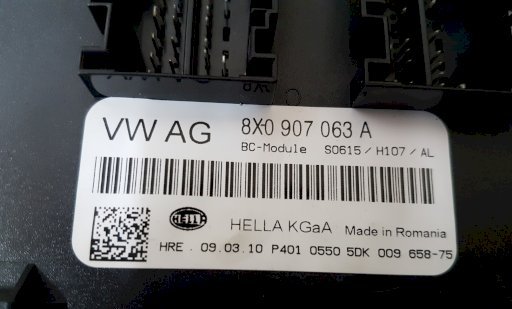 VW AG 8X0 907 063 A
BC-Module S0615 / H107 / AL
HELLA
HELLA KGaA Made in Romania
HRE . 09.03.10 P401 0550 5DK 009 658-75